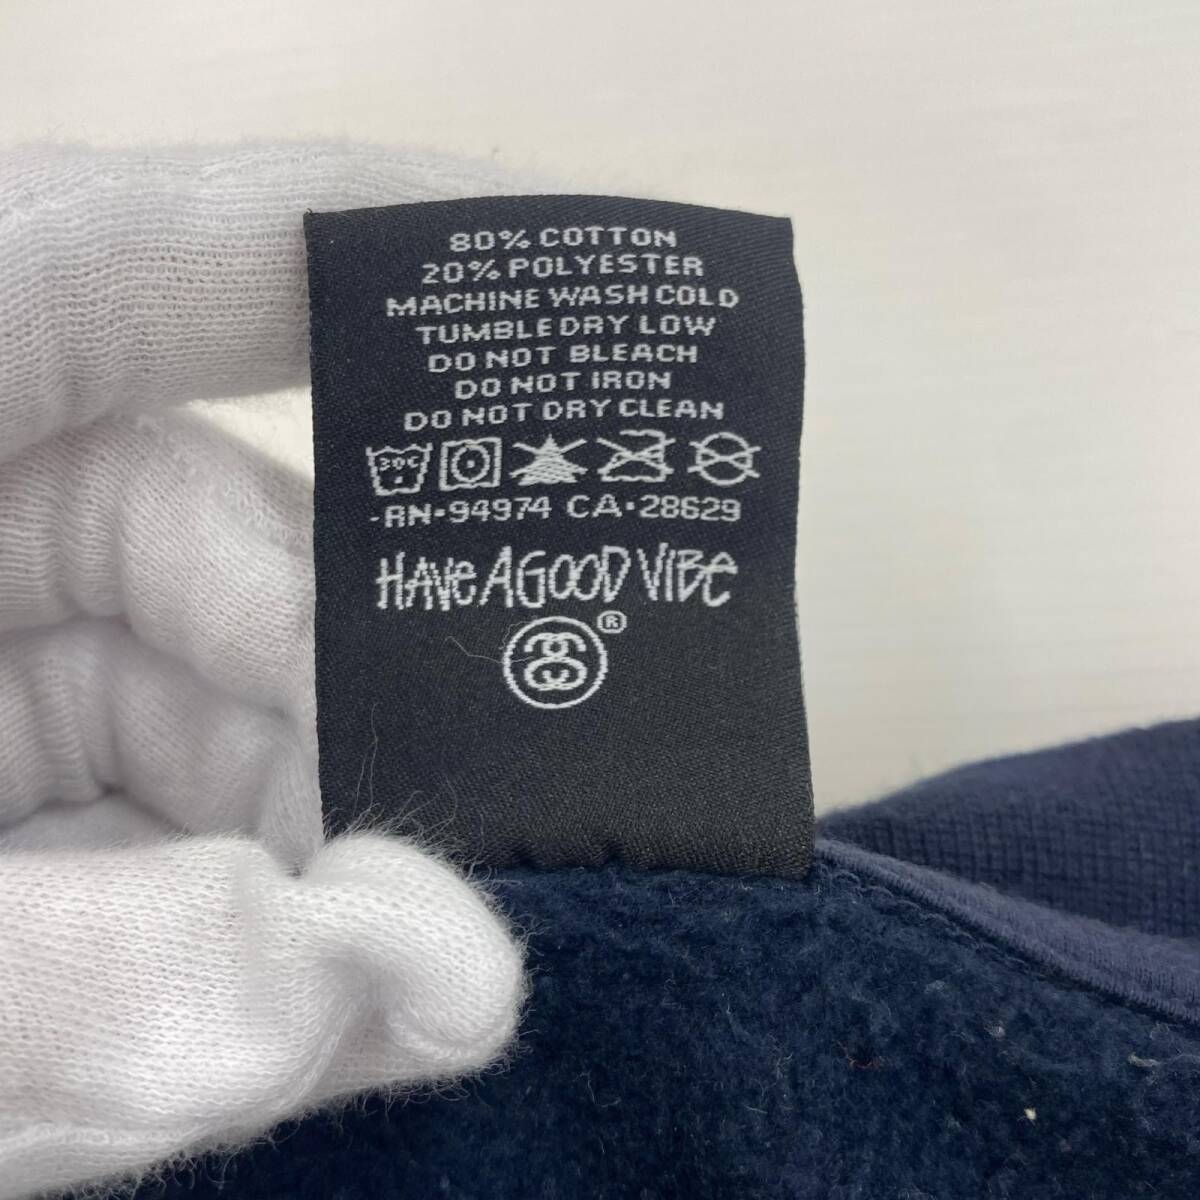 80% COTTON
20% POLYESTER
MACHINE WASH COLD
TUMBLE DRY LOW
DO NOT BLEACH
DO NOT IRON
DO NOT DRY CLEAN
30C
-RN·94974 CA·28629
HAVE A GOOD VIBE
®